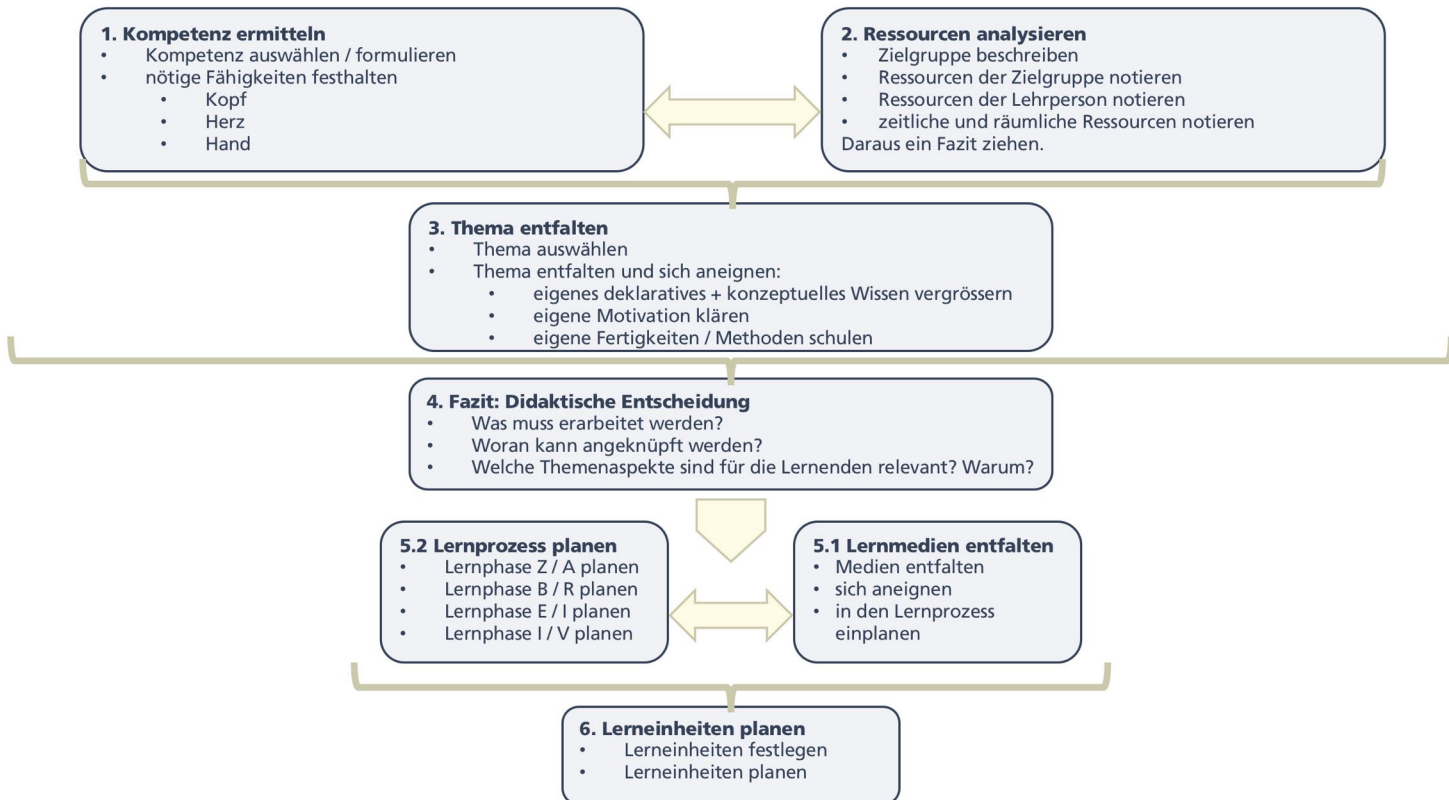 1. Kompetenz ermitteln
• Kompetenz auswählen / formulieren
• nötige Fähigkeiten festhalten
• Kopf
• Herz
• Hand
2. Ressourcen analysieren
• Zielgruppe beschreiben
• Ressourcen der Zielgruppe notieren
• Ressourcen der Lehrperson notieren
• zeitliche und räumliche Ressourcen notieren
Daraus ein Fazit ziehen.
3. Thema entfalten
• Thema auswählen
• Thema entfalten und sich aneignen:
• eigenes deklaratives + konzeptuelles Wissen vergrössern
• eigene Motivation klären
• eigene Fertigkeiten / Methoden schulen
4. Fazit: Didaktische Entscheidung
• Was muss erarbeitet werden?
• Woran kann angeknüpft werden?
• Welche Themenaspekte sind für die Lernenden relevant? Warum?
5.2 Lernprozess planen
• Lernphase Z / A planen
• Lernphase B / R planen
• Lernphase E / I planen
• Lernphase I / V planen
5.1 Lernmedien entfalten
• Medien entfalten
• sich aneignen
• in den Lernprozess
einplanen
6. Lerneinheiten planen
• Lerneinheiten festlegen
• Lerneinheiten planen